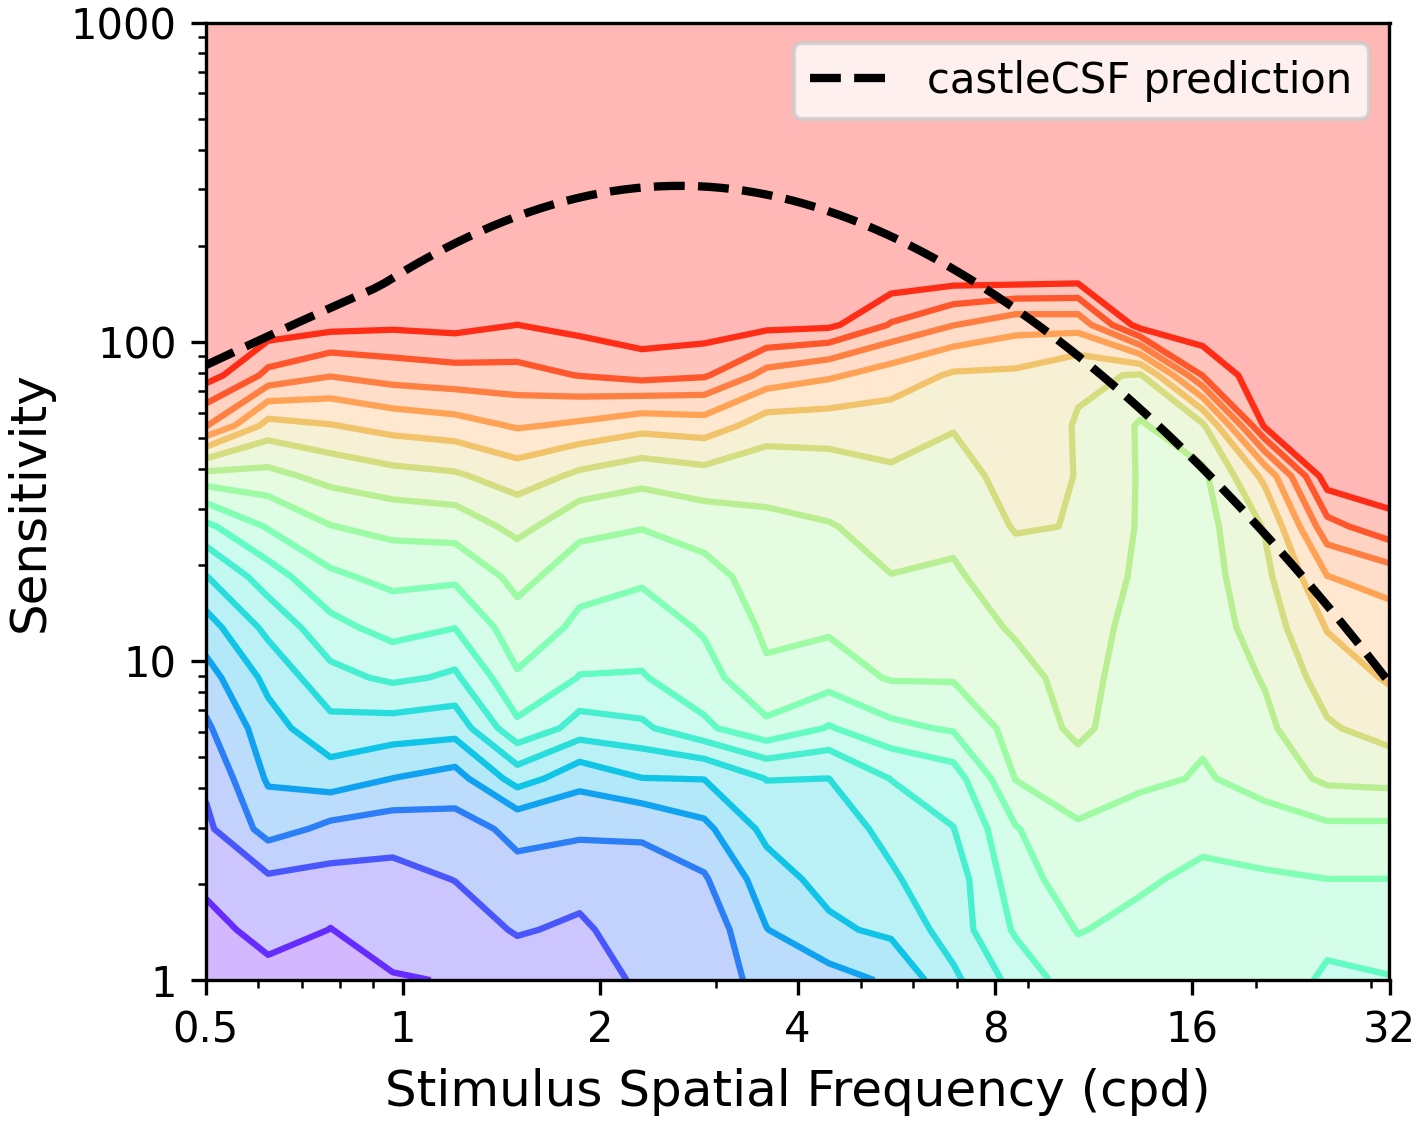 1000
castleCSF prediction
100
Sensitivity
10
1
0.5 1 2 4 8 16 32
Stimulus Spatial Frequency (cpd)